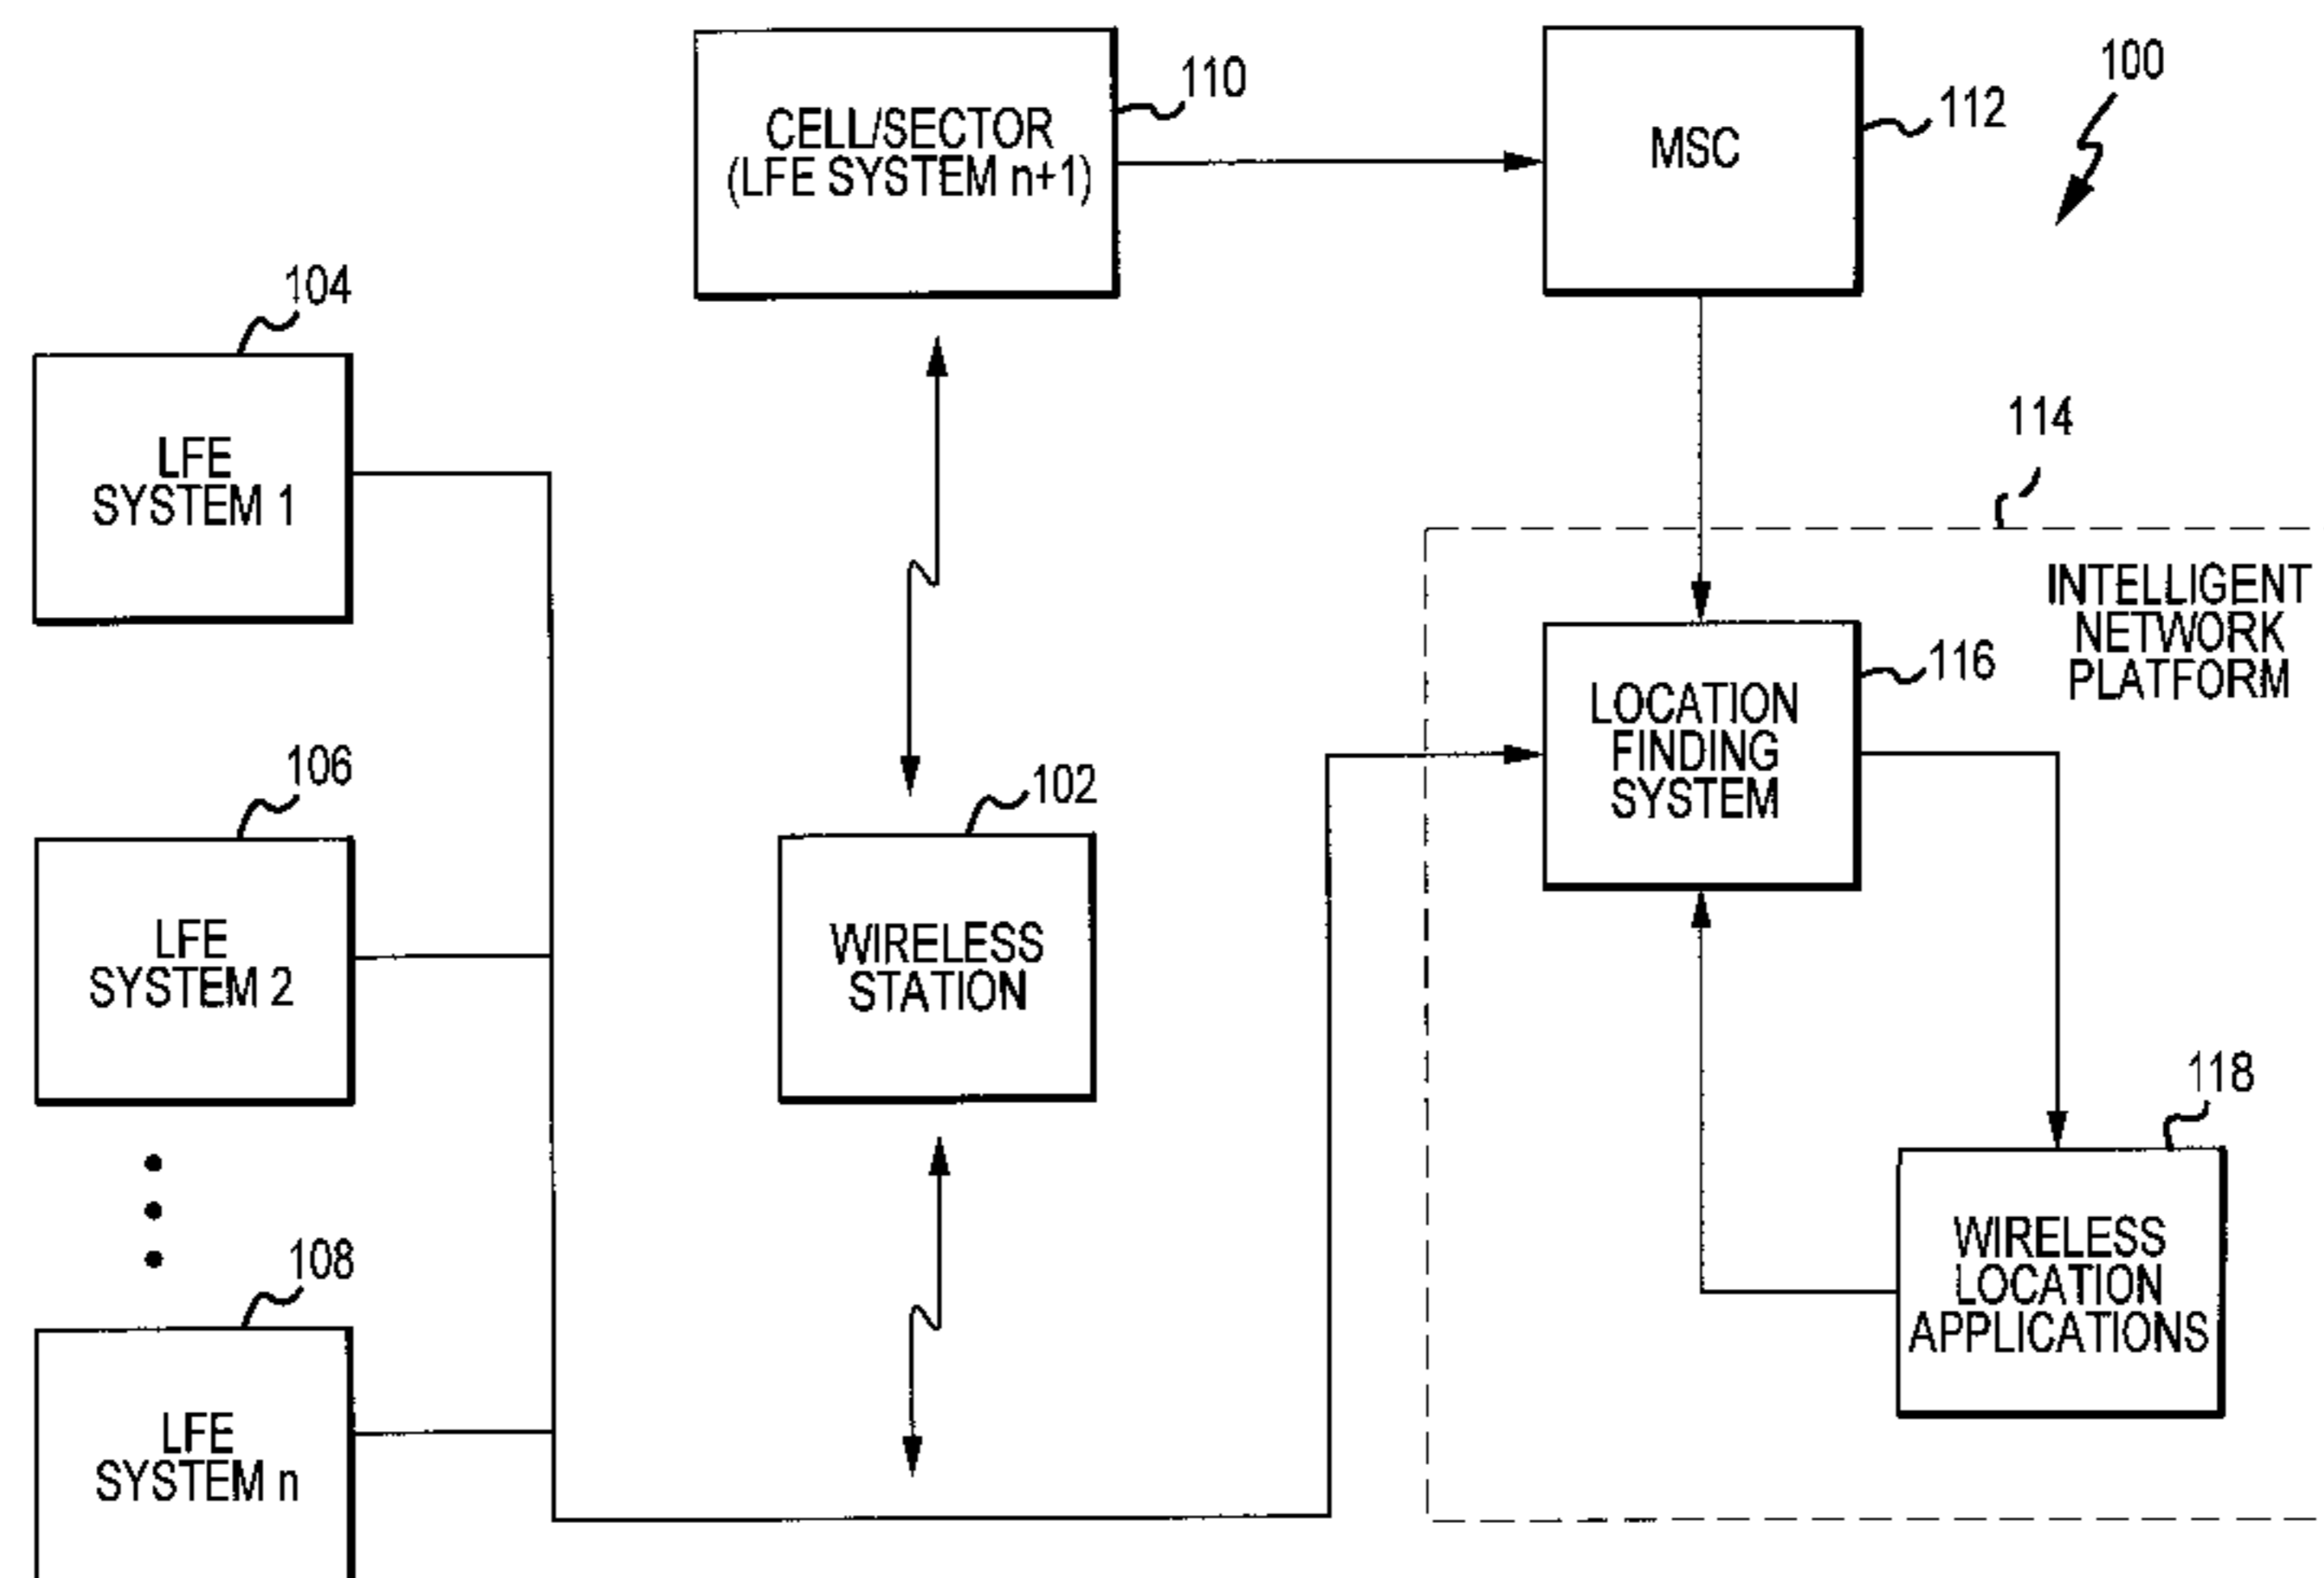 110
CELL/SECTOR
(LFE SYSTEM n+1)
112
MSC
100
104
LFE
SYSTEM 1
114
INTELLIGENT
NETWORK
PLATFORM
116
LOCATION
FINDING
SYSTEM
106
LFE
SYSTEM 2
102
WIRELESS
STATION
118
WIRELESS
LOCATION
APPLICATIONS
108
LFE
SYSTEM n